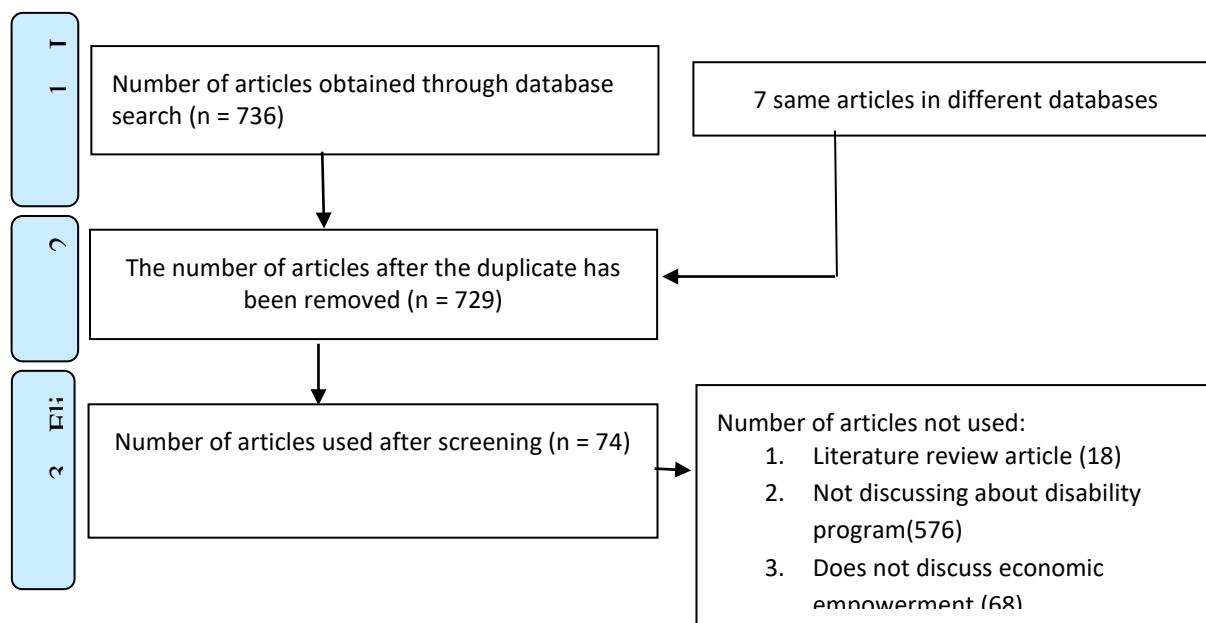 Number of articles obtained through database
search (n = 736)
7 same articles in different databases
The number of articles after the duplicate has
been removed (n = 729)
Number of articles used after screening (n = 74)
Number of articles not used:
1. Literature review article (18)
2. Not discussing about disability
program(576)
3. Does not discuss economic
empowerment (68)